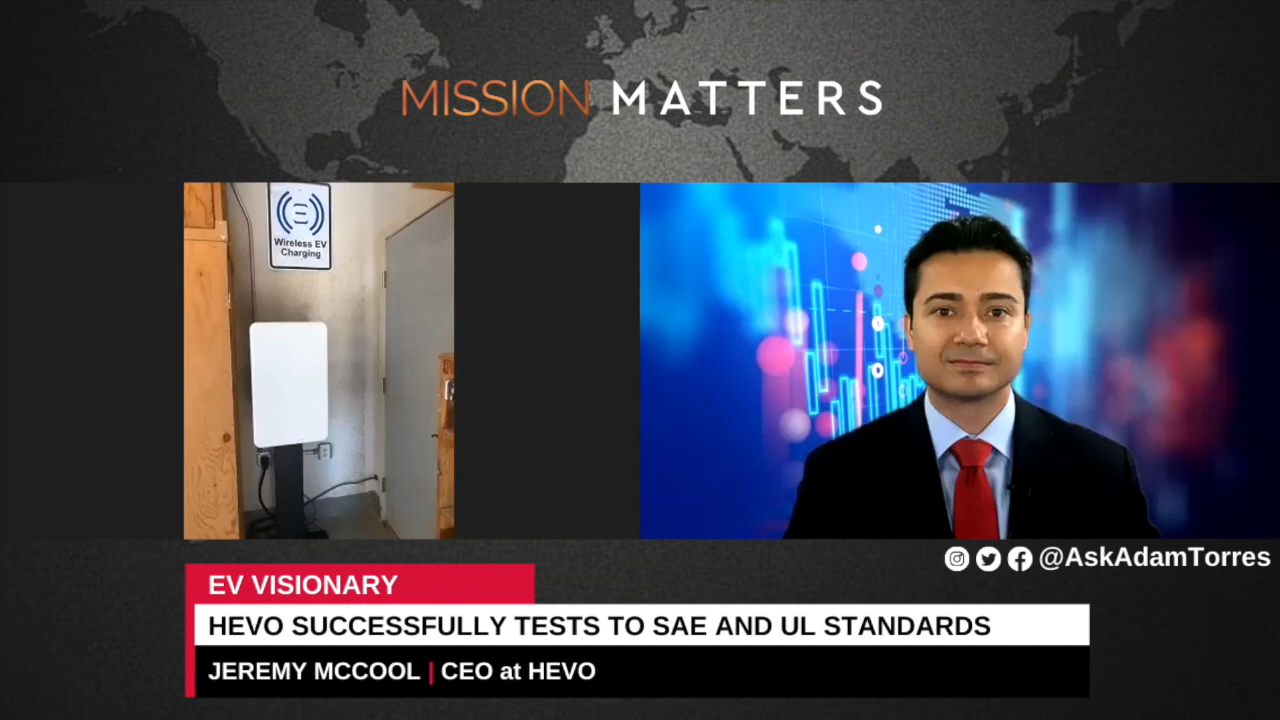 MISSION MATTERS
Wireless EV
Charging
@AskAdamTorres
EV VISIONARY
HEVO SUCCESSFULLY TESTS TO SAE AND UL STANDARDS
JEREMY MCCOOL | CEO at HEVO